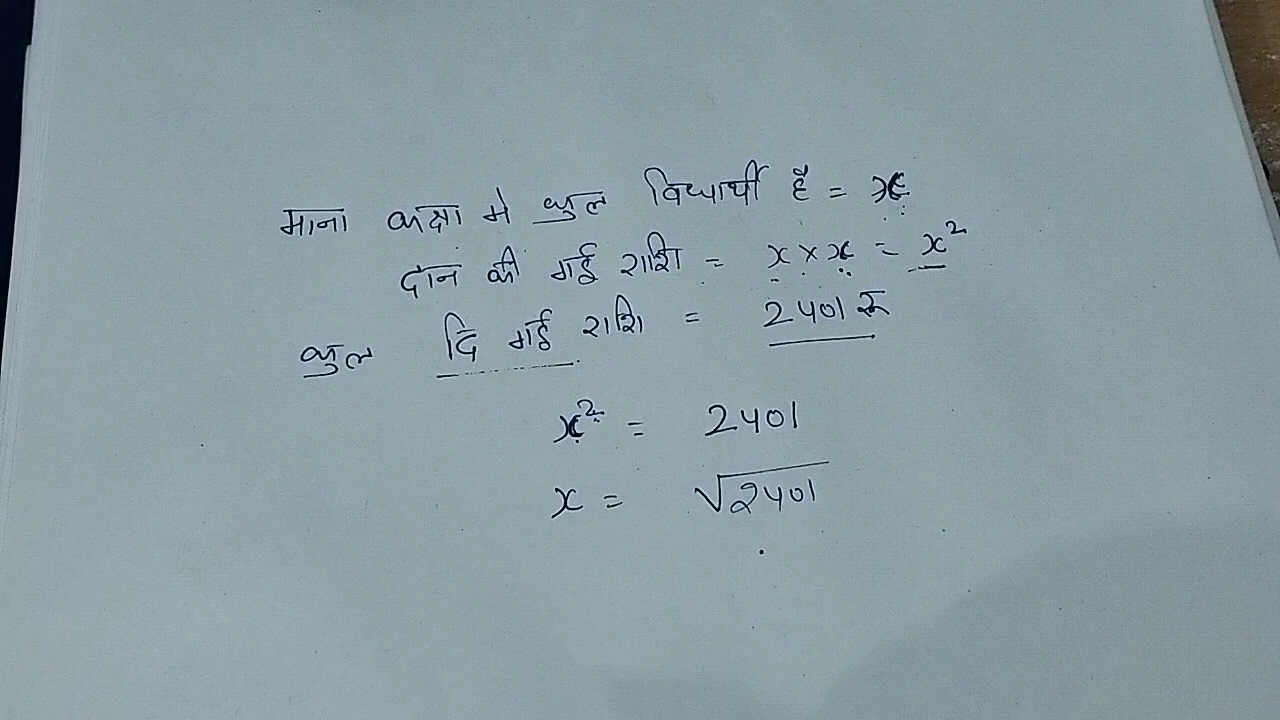 माना कक्षा मे कुल विद्यार्थी है = x
दान की गई राशि = x × x = x²
कुल दि गई राशि = 2401 रू
x² = 2401
x = √2401